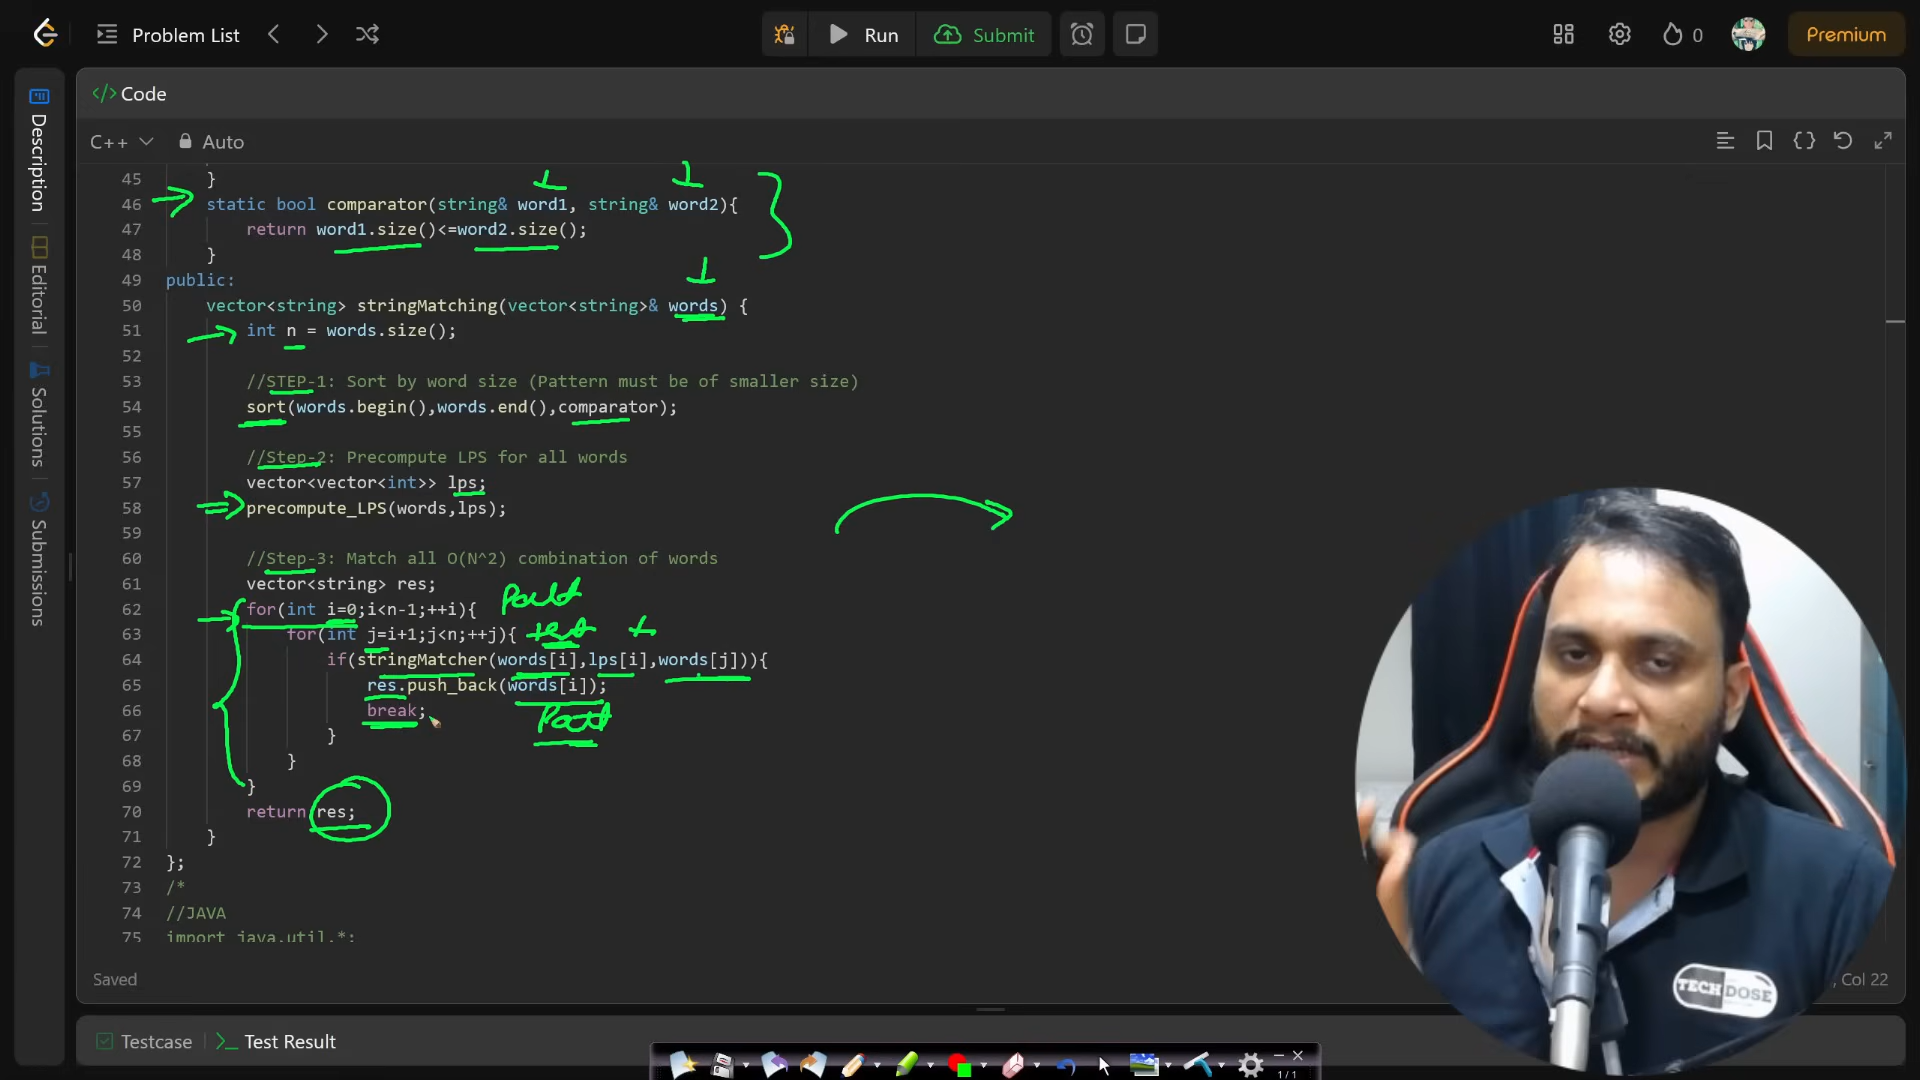 Problem List
Run
Submit
0
Premium
Description
Editorial
Solutions
Submissions
</> Code
C++
Auto
45 }
46 static bool comparator(string& word1, string& word2){
47 return word1.size()<=word2.size();
48 }
49 public:
50 vector<string> stringMatching(vector<string>& words) {
51 int n = words.size();
52
53 //STEP-1: Sort by word size (Pattern must be of smaller size)
54 sort(words.begin(),words.end(),comparator);
55
56 //Step-2: Precompute LPS for all words
57 vector<vector<int>> lps;
58 precompute_LPS(words,lps);
59
60 //Step-3: Match all O(N^2) combination of words
61 vector<string> res;
62 for(int i=0;i<n-1;++i){
63 for(int j=i+1;j<n;++j){
64 if(stringMatcher(words[i],lps[i],words[j])){
65 res.push_back(words[i]);
66 break;
67 }
68 }
69 }
70 return res;
71 }
72 };
73 /*
74 //JAVA
75 import java.util.*;
Saved
, Col 22
TECH DOSE
Testcase
Test Result
1/1